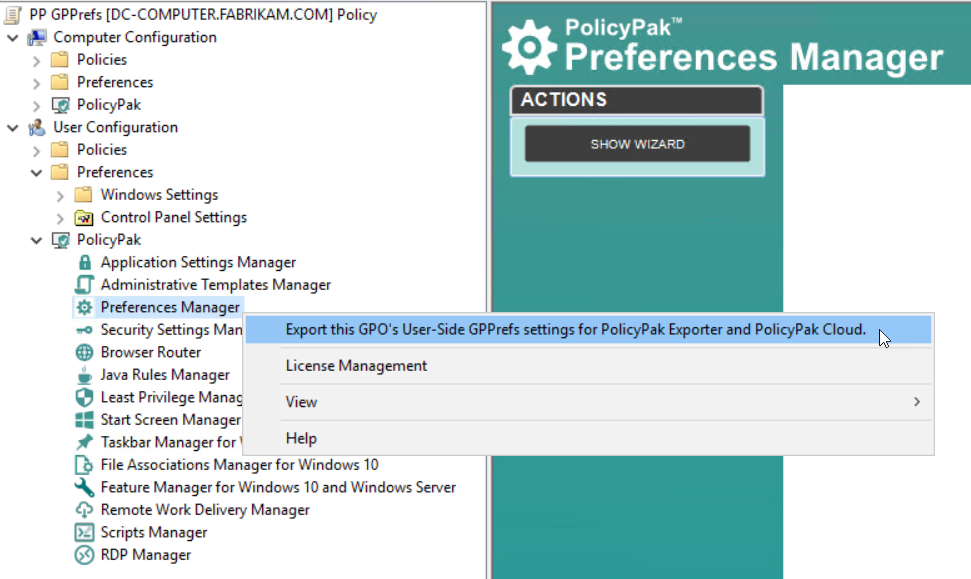 PP GPPrefs [DC-COMPUTER.FABRIKAM.COM] Policy
Computer Configuration
Policies
Preferences
PolicyPak
User Configuration
Policies
Preferences
Windows Settings
Control Panel Settings
PolicyPak
Application Settings Manager
Administrative Templates Manager
Preferences Manager
Security Settings Man
Browser Router
Java Rules Manager
Least Privilege Manag
Start Screen Manager
Taskbar Manager for
File Associations Manager for Windows 10
Feature Manager for Windows 10 and Windows Server
Remote Work Delivery Manager
Scripts Manager
RDP Manager
PolicyPak™
Preferences Manager
ACTIONS
SHOW WIZARD
Export this GPO's User-Side GPPrefs settings for PolicyPak Exporter and PolicyPak Cloud.
License Management
View
Help